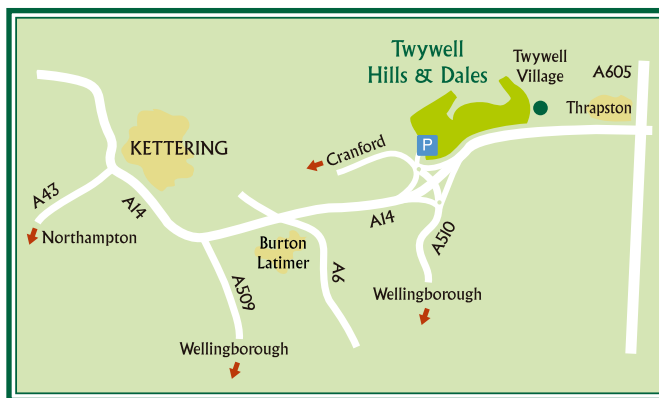 Twywell
Hills & Dales
Twywell
Village
A605
Thrapston
P
Cranford
KETTERING
A43
A14
Northampton
A14
A510
Burton
Latimer
A6
A509
Wellingborough
Wellingborough